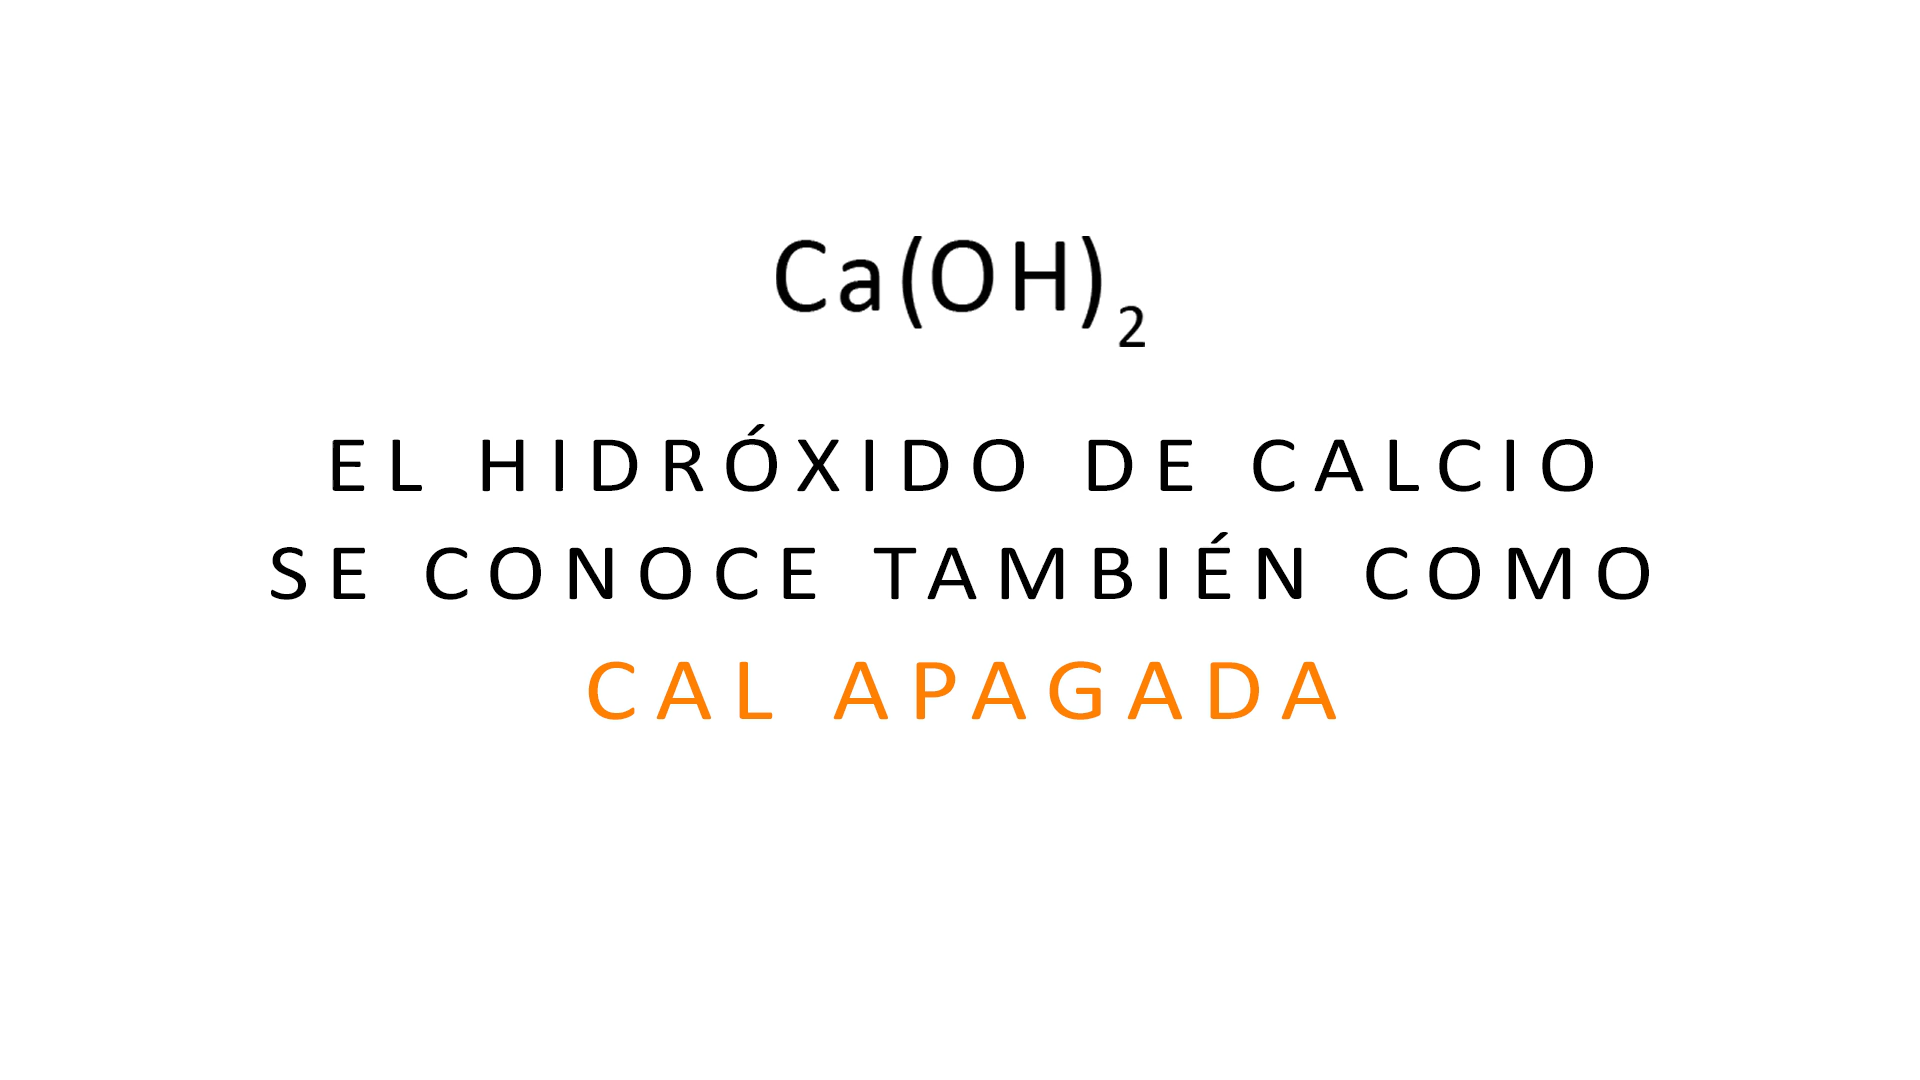 Ca(OH)₂
EL HIDRÓXIDO DE CALCIO
SE CONOCE TAMBIÉN COMO
CAL APAGADA